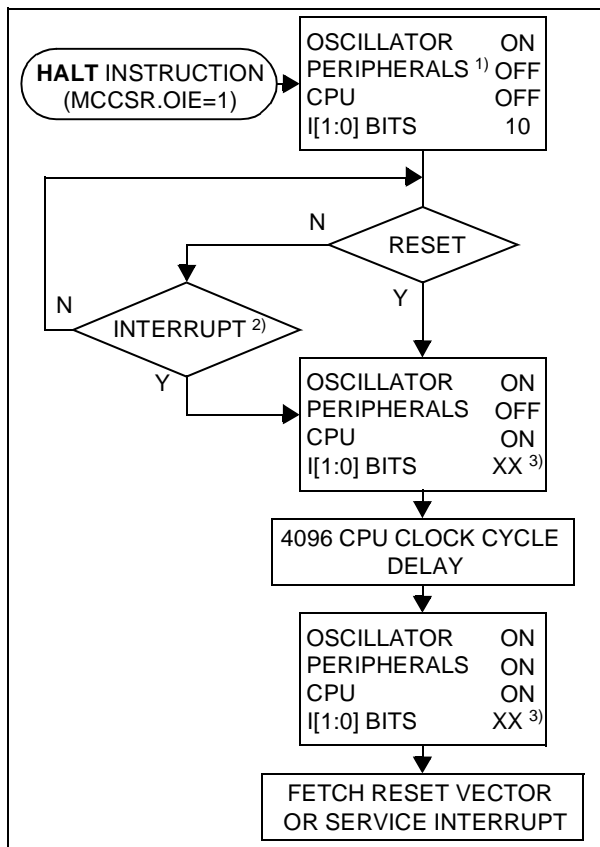 HALT INSTRUCTION
(MCCSR.OIE=1)
OSCILLATOR ON
PERIPHERALS 1) OFF
CPU OFF
I[1:0] BITS 10
N
RESET
Y
N
INTERRUPT 2)
Y
OSCILLATOR ON
PERIPHERALS OFF
CPU ON
I[1:0] BITS XX 3)
4096 CPU CLOCK CYCLE
DELAY
OSCILLATOR ON
PERIPHERALS ON
CPU ON
I[1:0] BITS XX 3)
FETCH RESET VECTOR
OR SERVICE INTERRUPT